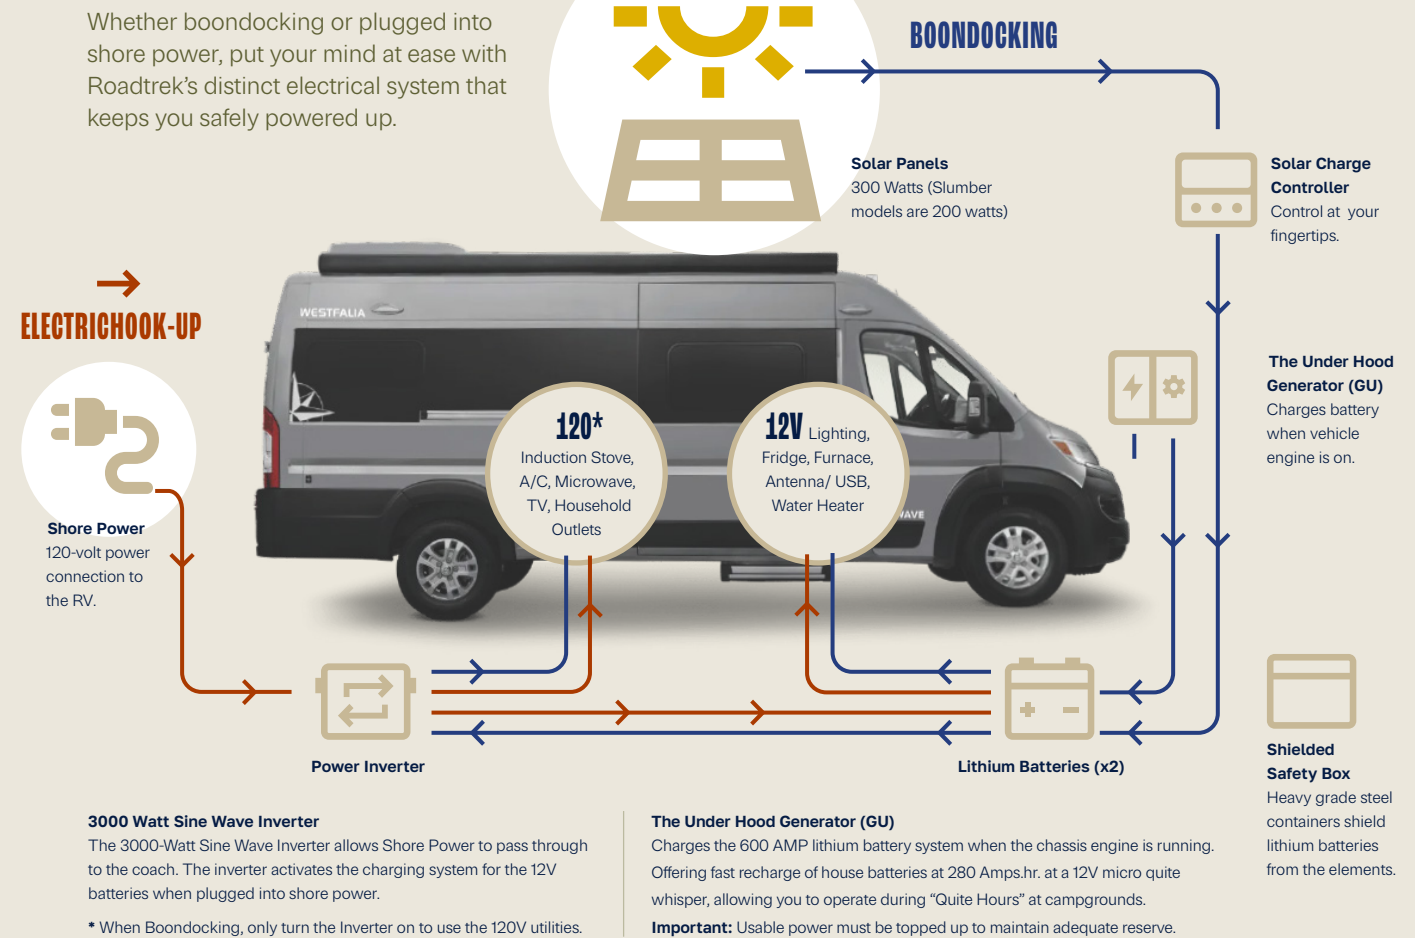 Whether boondocking or plugged into
shore power, put your mind at ease with
Roadtrek's distinct electrical system that
keeps you safely powered up.
BOONDOCKING
Solar Panels
300 Watts (Slumber
models are 200 watts)
Solar Charge
Controller
Control at your
fingertips.
ELECTRICHOOK-UP
WESTFALIA
The Under Hood
Generator (GU)
Charges battery
when vehicle
engine is on.
120*
Induction Stove,
A/C, Microwave,
TV, Household
Outlets
12V Lighting,
Fridge, Furnace,
Antenna/ USB,
Water Heater
WAVE
Shore Power
120-volt power
connection to
the RV.
Power Inverter
Lithium Batteries (x2)
Shielded
Safety Box
Heavy grade steel
containers shield
lithium batteries
from the elements.
3000 Watt Sine Wave Inverter
The 3000-Watt Sine Wave Inverter allows Shore Power to pass through
to the coach. The inverter activates the charging system for the 12V
batteries when plugged into shore power.
* When Boondocking, only turn the Inverter on to use the 120V utilities.
The Under Hood Generator (GU)
Charges the 600 AMP lithium battery system when the chassis engine is running.
Offering fast recharge of house batteries at 280 Amps.hr. at a 12V micro quite
whisper, allowing you to operate during “Quite Hours” at campgrounds.
Important: Usable power must be topped up to maintain adequate reserve.